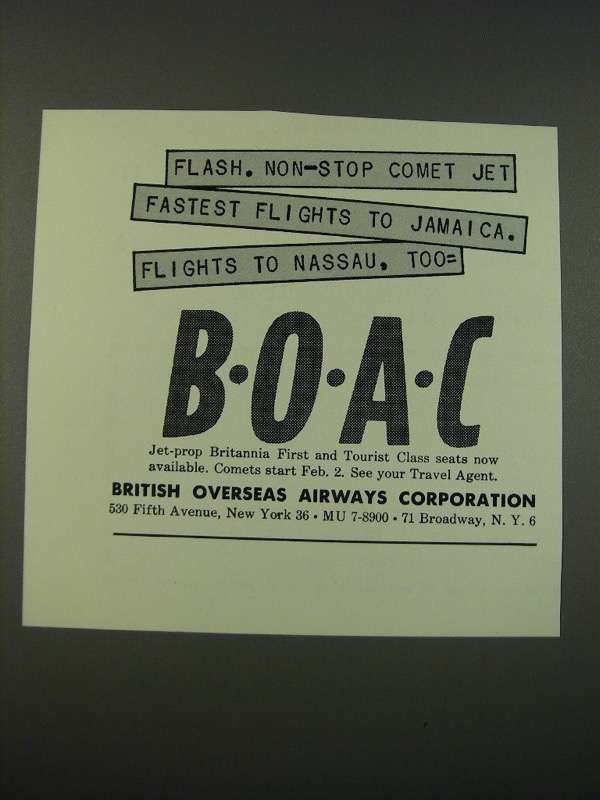 FLASH. NON-STOP COMET JET
FASTEST FLIGHTS TO JAMAICA.
FLIGHTS TO NASSAU, TOO=
B·O·A·C
Jet-prop Britannia First and Tourist Class seats now
available. Comets start Feb. 2. See your Travel Agent.
BRITISH OVERSEAS AIRWAYS CORPORATION
530 Fifth Avenue, New York 36 • MU 7-8900 • 71 Broadway, N. Y. 6